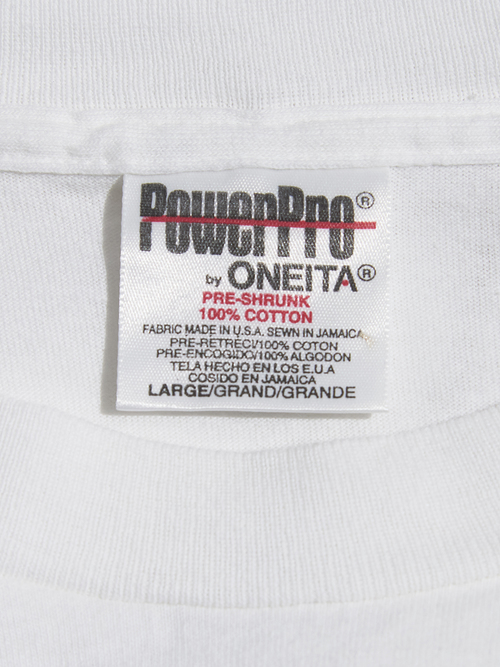 PowerPro®
by ONEITA®
PRE-SHRUNK
100% COTTON
FABRIC MADE IN U.S.A. SEWN IN JAMAICA
PRE-RÉTRECI/100% COTON
PRE-ENCOGIDO/100% ALGODON
TELA HECHO EN LOS E.U.A
COSIDO EN JAMAICA
LARGE/GRAND/GRANDE